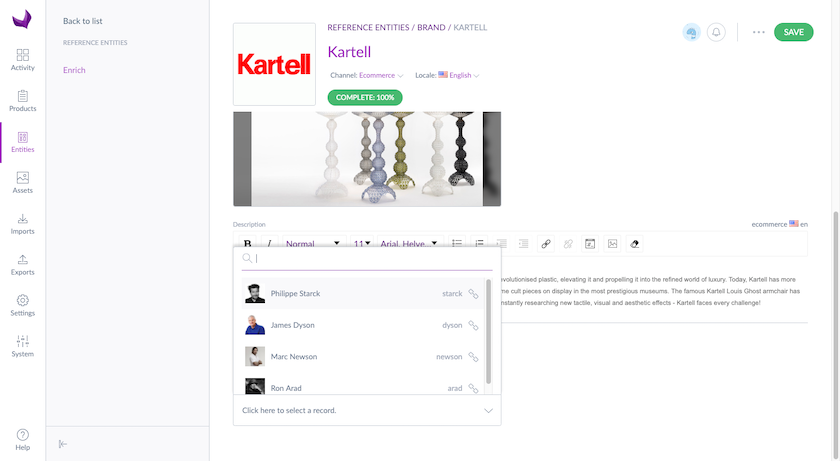 Back to list
REFERENCE ENTITIES
Enrich
Activity
Products
Entities
Assets
Imports
Exports
Settings
System
Help
Kartell
REFERENCE ENTITIES / BRAND / KARTELL
Kartell
Channel: Ecommerce
Locale: English
COMPLETE: 100%
SAVE
Description
ecommerce en
B I Normal 11 Arial, Helve...
evolutionised plastic, elevating it and propelling it into the refined world of luxury. Today, Kartell has more
me cult pieces on display in the most prestigious museums. The famous Kartell Louis Ghost armchair has
nstantly researching new tactile, visual and aesthetic effects - Kartell faces every challenge!
Philippe Starck starck
James Dyson dyson
Marc Newson newson
Ron Arad arad
Click here to select a record.